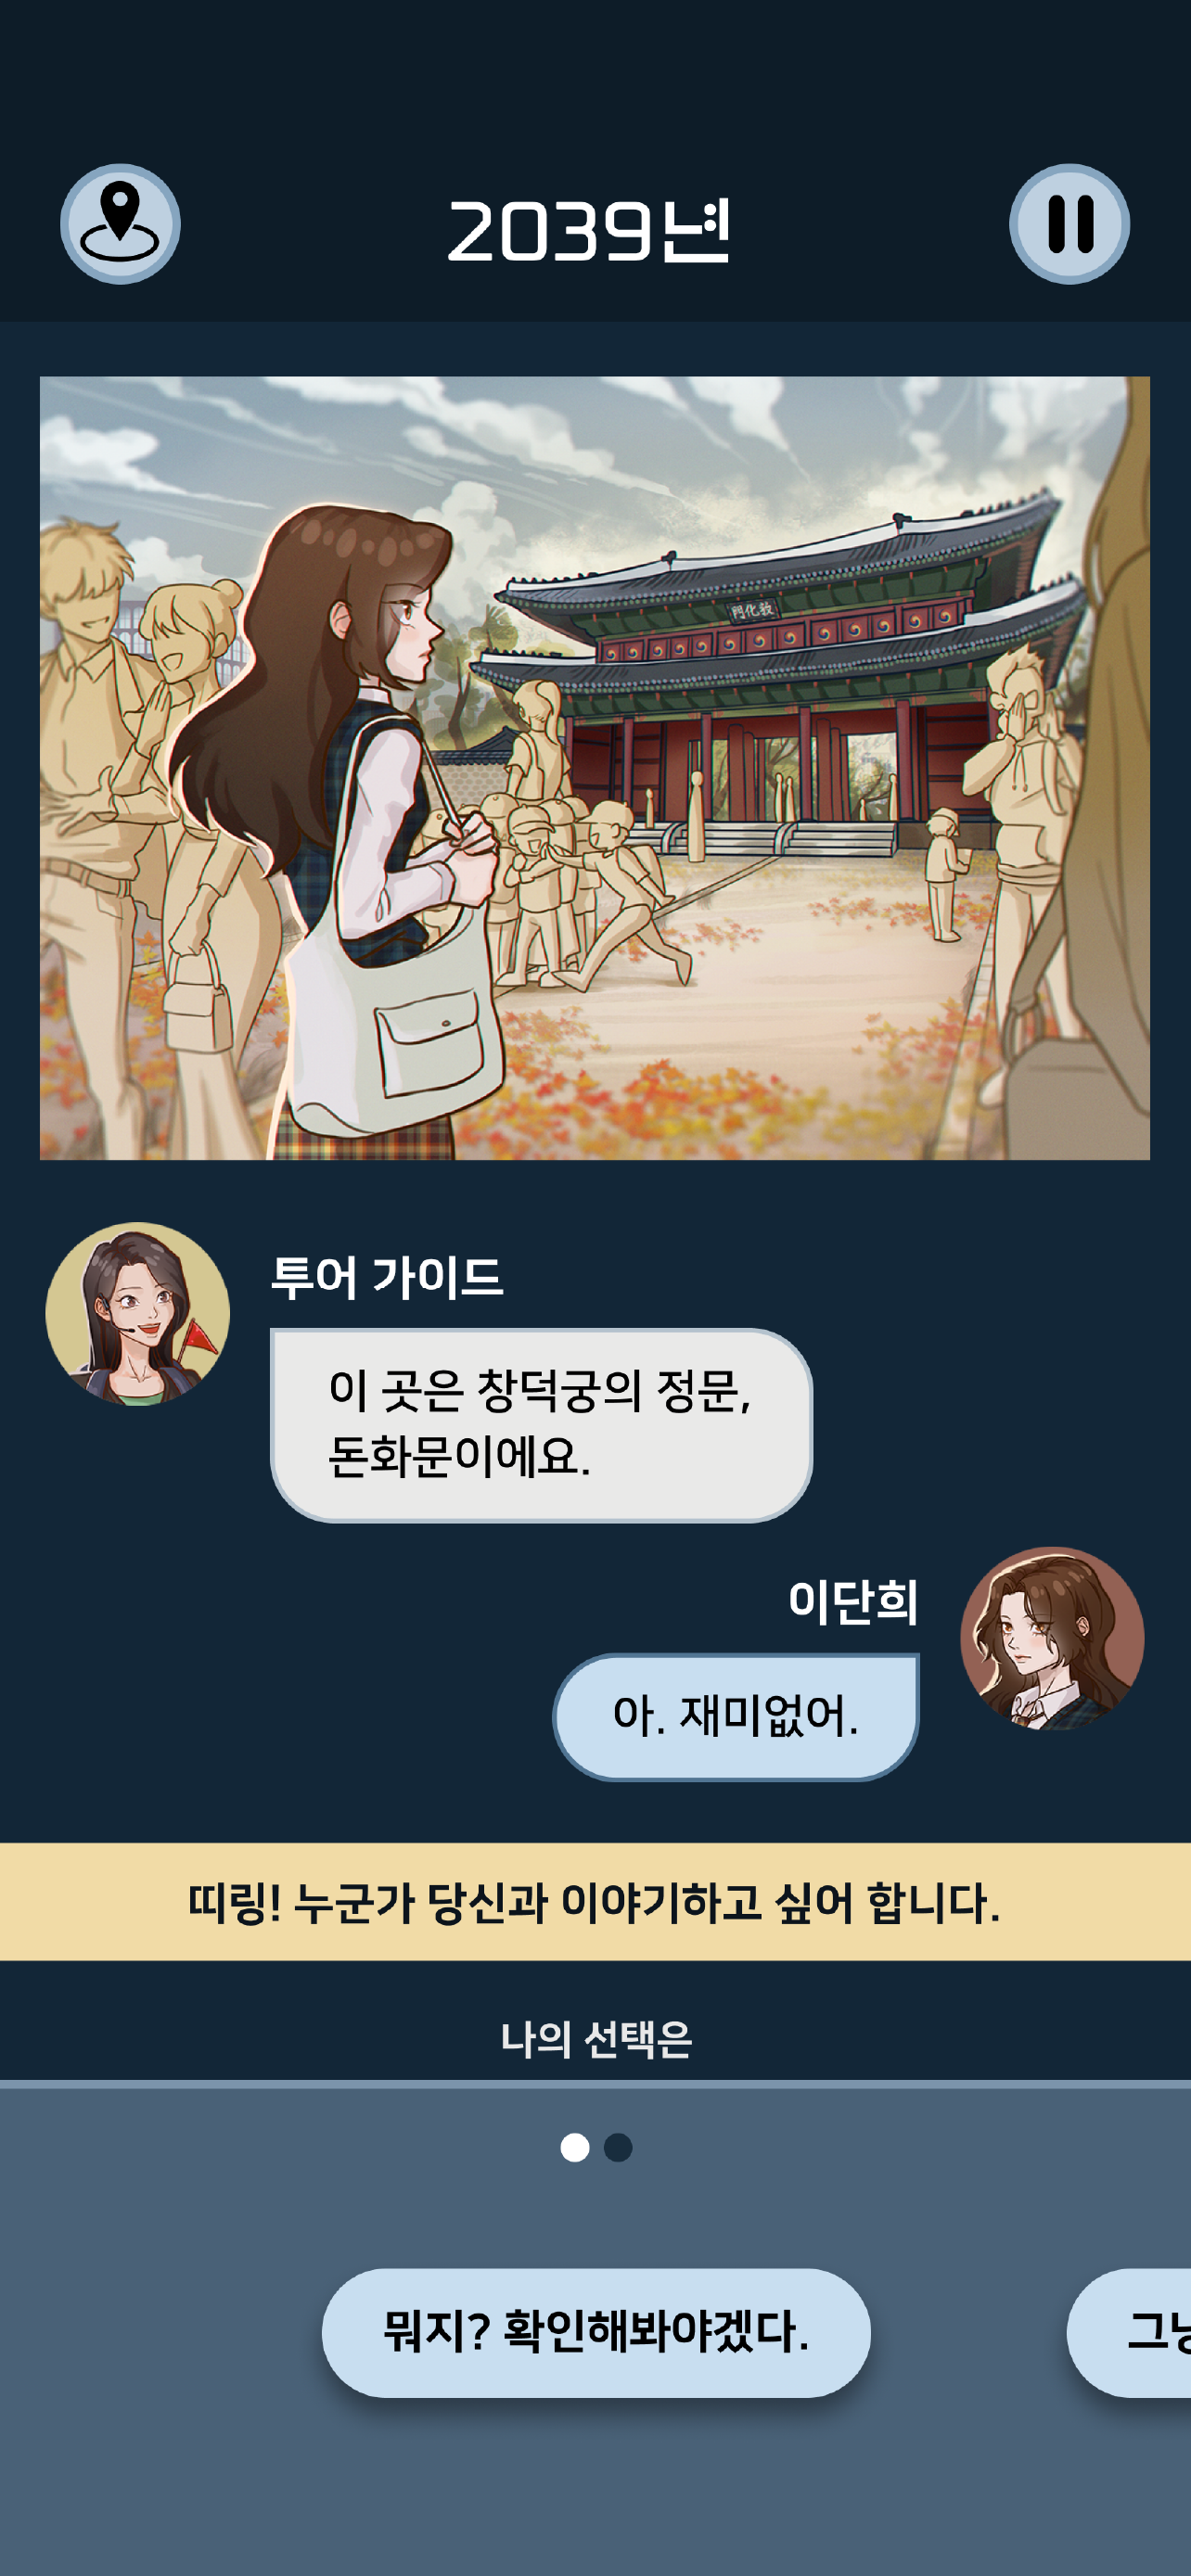 2039년
門化敦
투어 가이드
이 곳은 창덕궁의 정문,
돈화문이에요.
이단희
아. 재미없어.
띠링! 누군가 당신과 이야기하고 싶어 합니다.
나의 선택은
뭐지? 확인해봐야겠다.